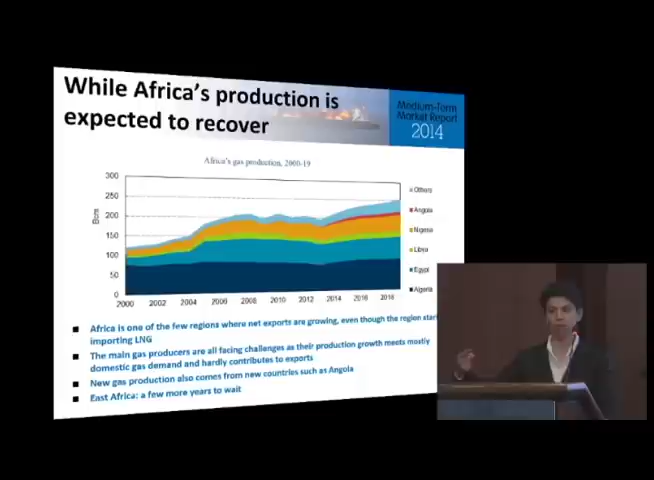 While Africa's production is
expected to recover
Medium-Term
Market Report
2014
Africa's gas production, 2000-19
Bcm
300
250
200
150
100
50
0
2000 2002 2004 2006 2008 2010 2012 2014 2016 2018
Others
Angola
Nigeria
Libya
Egypt
Algeria
■ Africa is one of the few regions where net exports are growing, even though the region
importing LNG
■ The main gas producers are all facing challenges as their production growth meets mostly
domestic gas demand and hardly contributes to exports
■ New gas production also comes from new countries such as Angola
■ East Africa: a few more years to wait